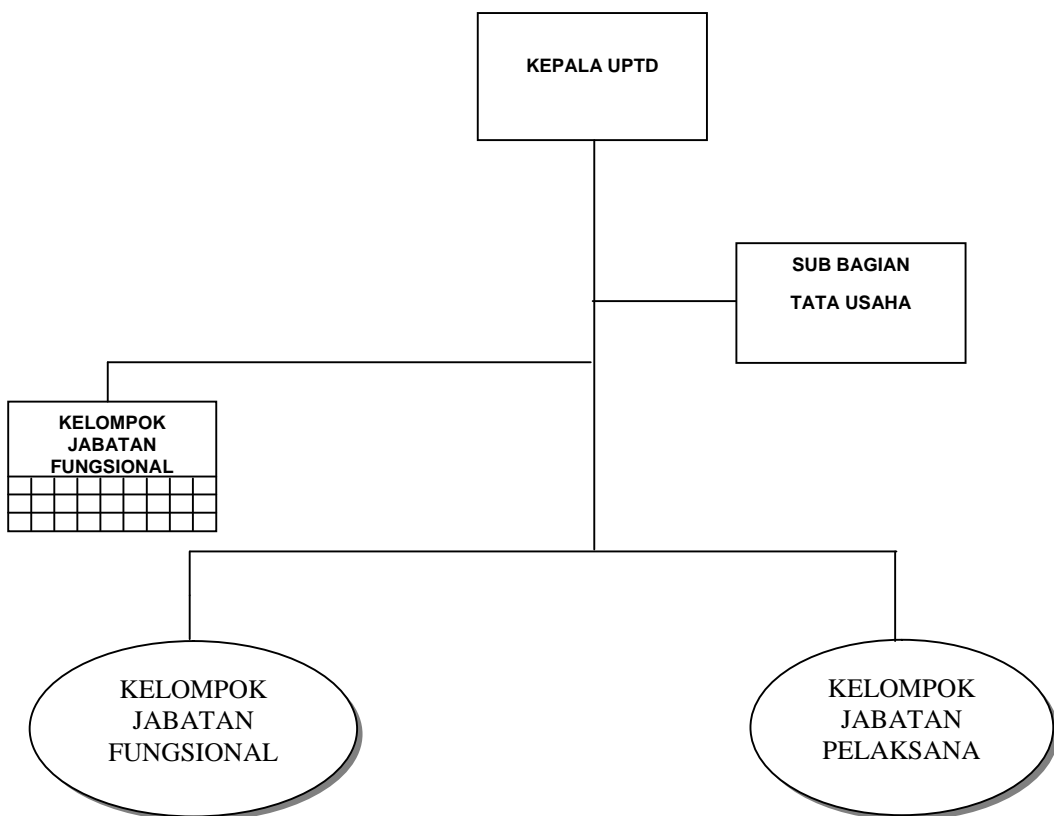 KEPALA UPTD
SUB BAGIAN
TATA USAHA
KELOMPOK
JABATAN
FUNGSIONAL
KELOMPOK
JABATAN
FUNGSIONAL
KELOMPOK
JABATAN
PELAKSANA